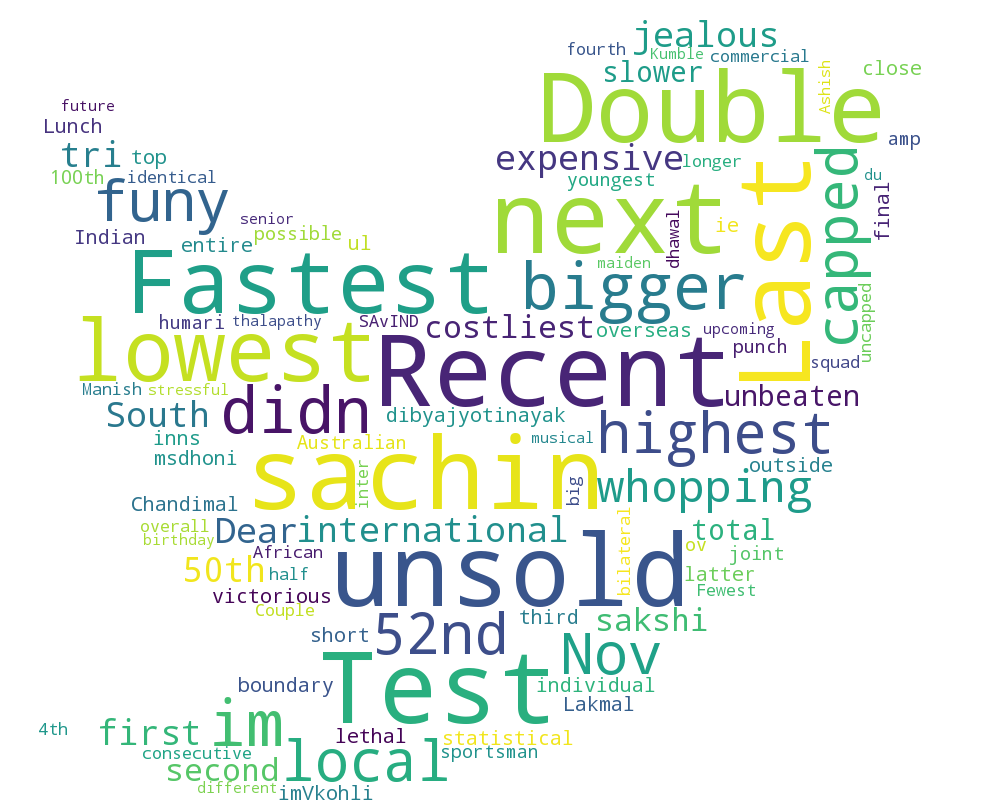 jealous
fourth
Kumble
commercial
slower
close
Ashish
Double
future
Lunch
amp
tri
top
expensive
longer
capped
100th
identical
youngest
du
funy
next
Last
final
senior
dhawal
ie
Indian
entire
possible
ul
Fastest
maiden
bigger
uncapped
humari
thalapathy
SAvIND
costliest
overseas
upcoming
punch
lowest
Recent
squad
Manish
stressful
didn
unbeaten
South
dibyajyotinayak
highest
inns
Australian
musical
msdhoni
sachin
inter
big
outside
whopping
Chandimal
overall
birthday
Dear
international
bilateral
total
African
unsold
ov
joint
50th
half
latter
victorious
Couple
Fewest
short
52nd
third
sakshi
Nov
boundary
Test
individual
Lakmal
4th
first
im
lethal
statistical
consecutive
local
sportsman
second
different
imVkohli